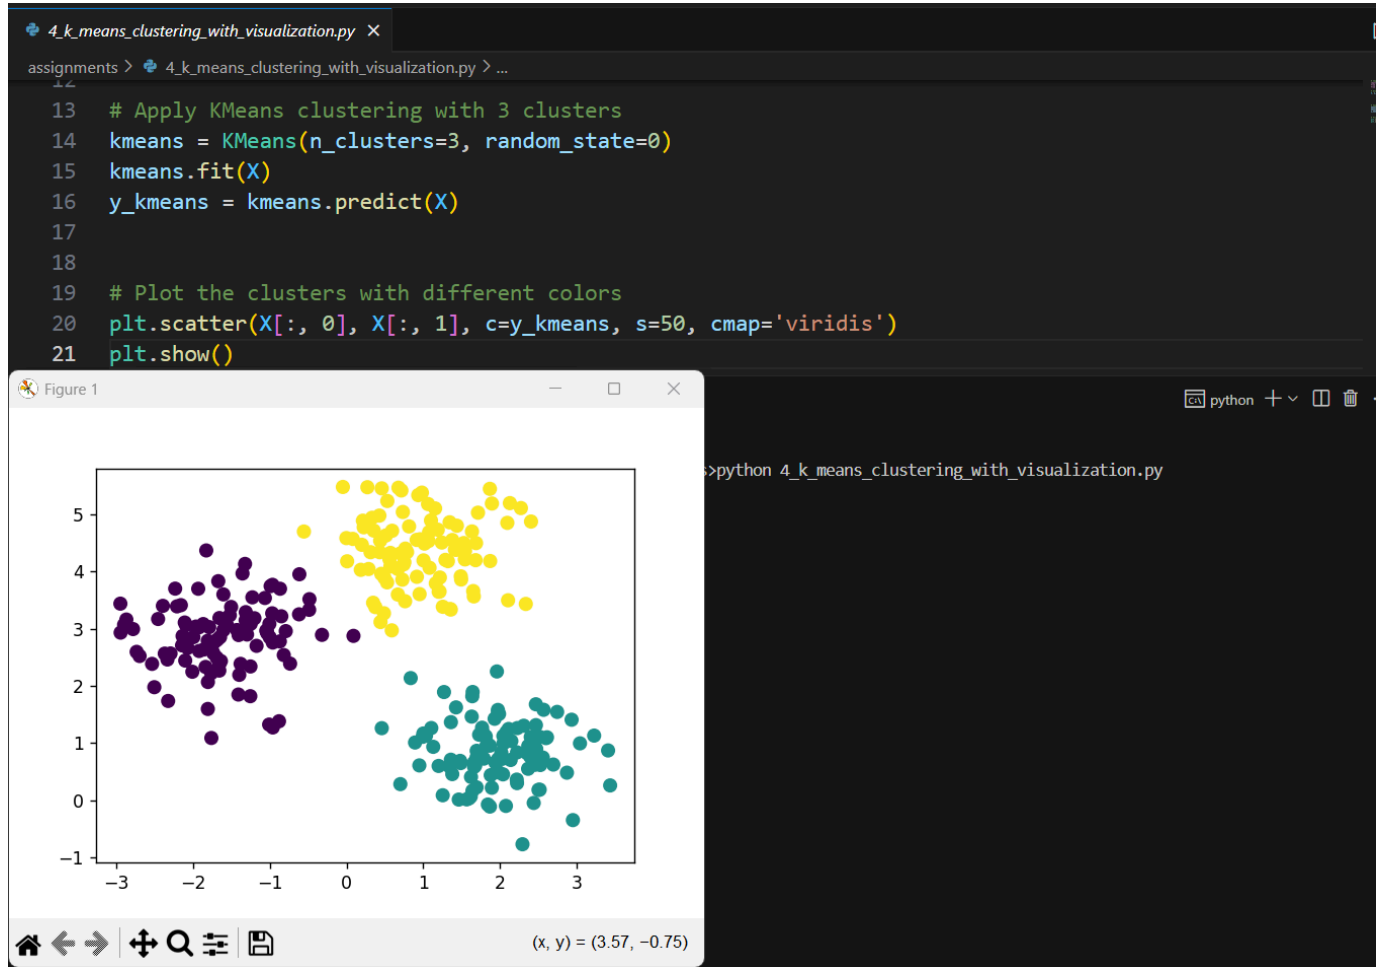 4_k_means_clustering_with_visualization.py
assignments > 4_k_means_clustering_with_visualization.py > ...
12
13 # Apply KMeans clustering with 3 clusters
14 kmeans = KMeans(n_clusters=3, random_state=0)
15 kmeans.fit(X)
16 y_kmeans = kmeans.predict(X)
17
18
19 # Plot the clusters with different colors
20 plt.scatter(X[:, 0], X[:, 1], c=y_kmeans, s=50, cmap='viridis')
21 plt.show()
Figure 1
python
>python 4_k_means_clustering_with_visualization.py
5
4
3
2
1
0
−1
−3 −2 −1 0 1 2 3
(x, y) = (3.57, −0.75)